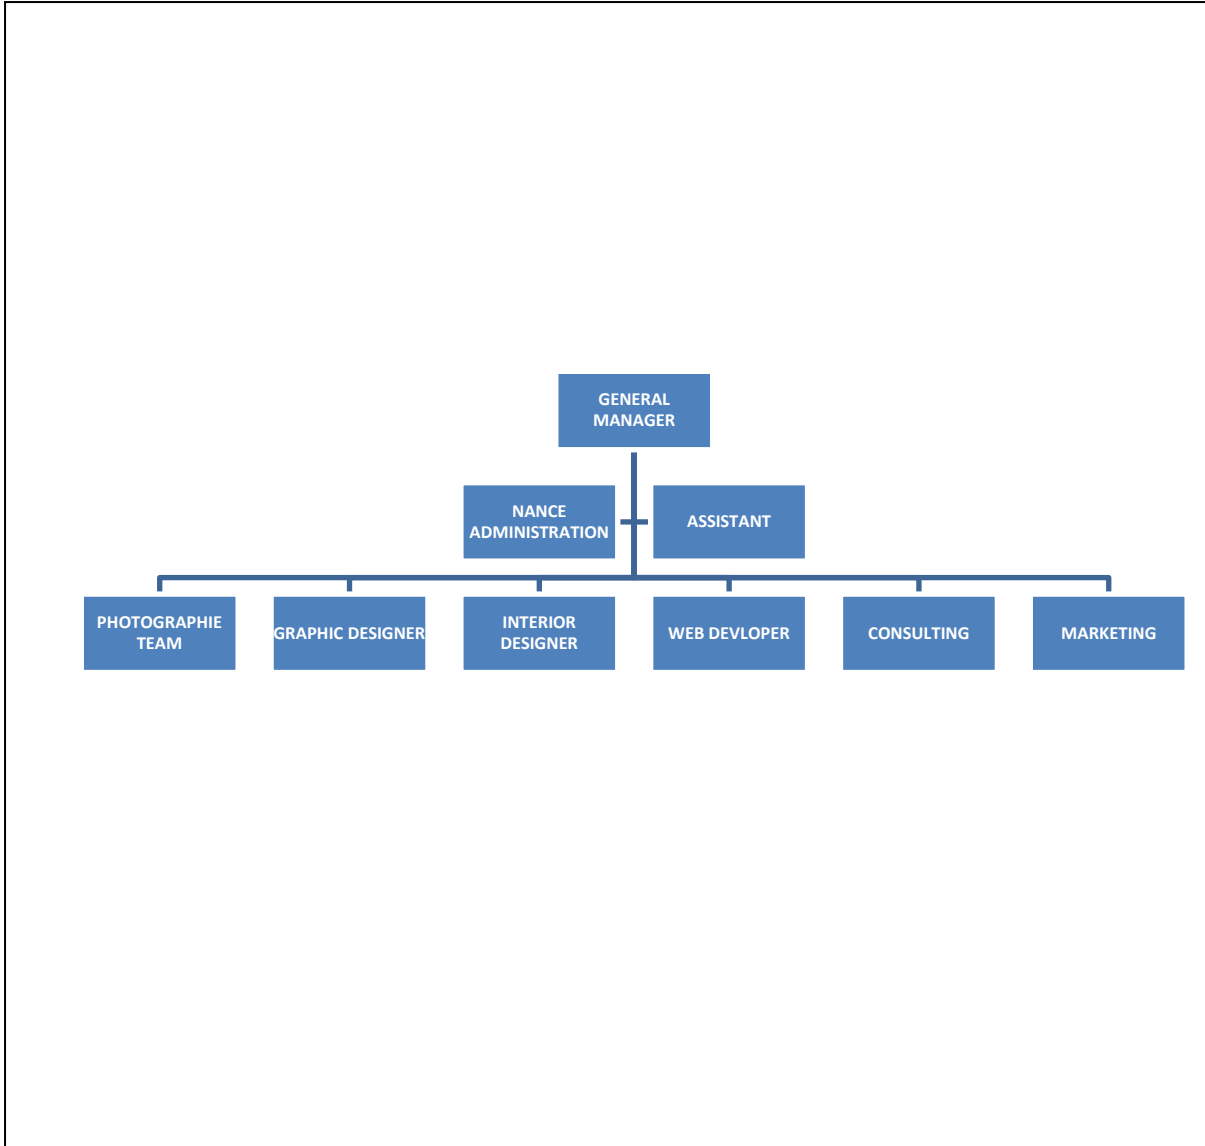 GENERAL
MANAGER
NANCE
ADMINISTRATION
ASSISTANT
PHOTOGRAPHIE
TEAM
GRAPHIC DESIGNER
INTERIOR
DESIGNER
WEB DEVLOPER
CONSULTING
MARKETING